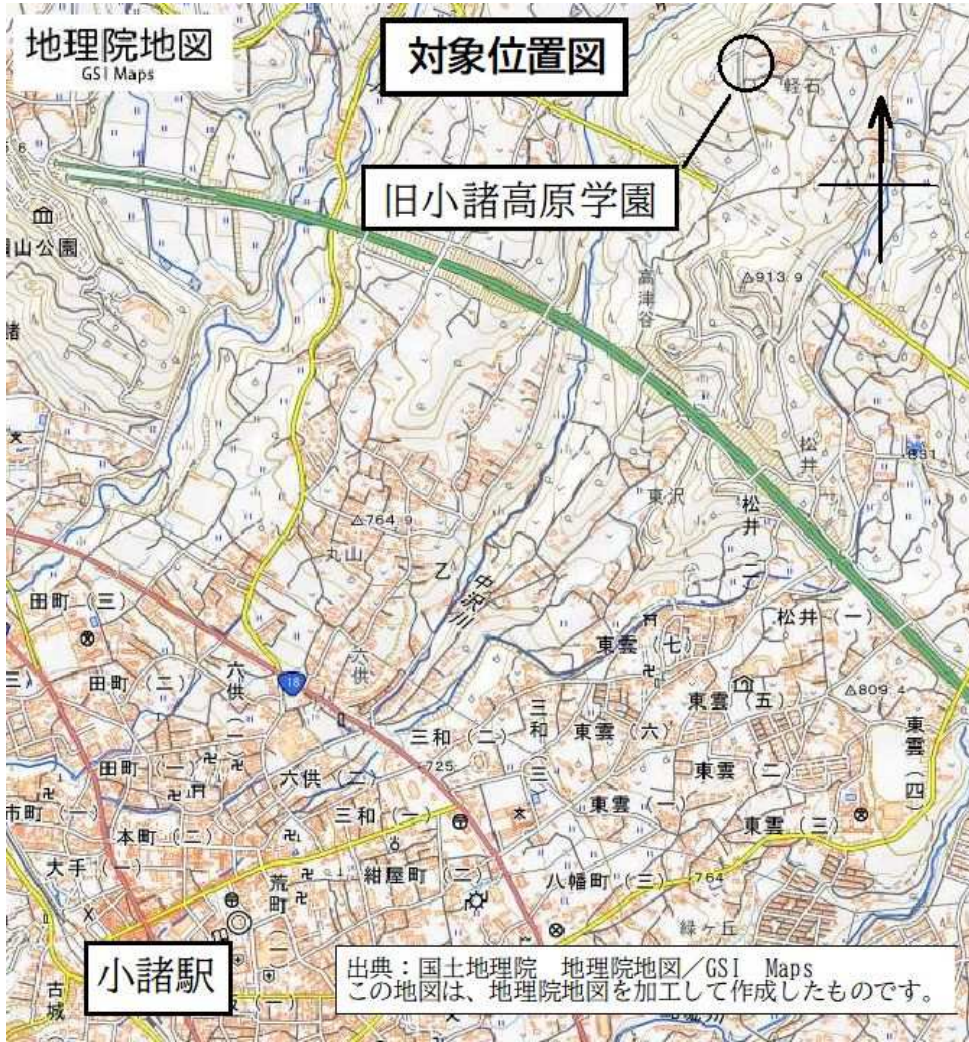 地理院地図
GSI Maps
対象位置図
軽石
旧小諸高原学園
山公園
高津谷
913.9
諸
松井
831
東沢
松井(二)
764.9
丸山
乙
中沢川
田町(三)
松井(一)
東雲(七)
六供
18
田町(二)
六供(一)
809.4
東雲(五)
三和(二)
三和(三)
東雲(六)
東雲(四)
725
田町(一)
六供(二)
東雲(二)
市町(一)
三和(一)
東雲(一)
本町(二)
東雲(三)
大手(一)
紺屋町(二)
八幡町(三)
764
荒町(一)
緑ヶ丘
小諸駅
古城
(一)
出典:国土地理院 地理院地図/GSI Maps
この地図は、地理院地図を加工して作成したものです。